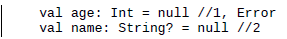 val age: Int = null //1, Error
val name: String? = null //2